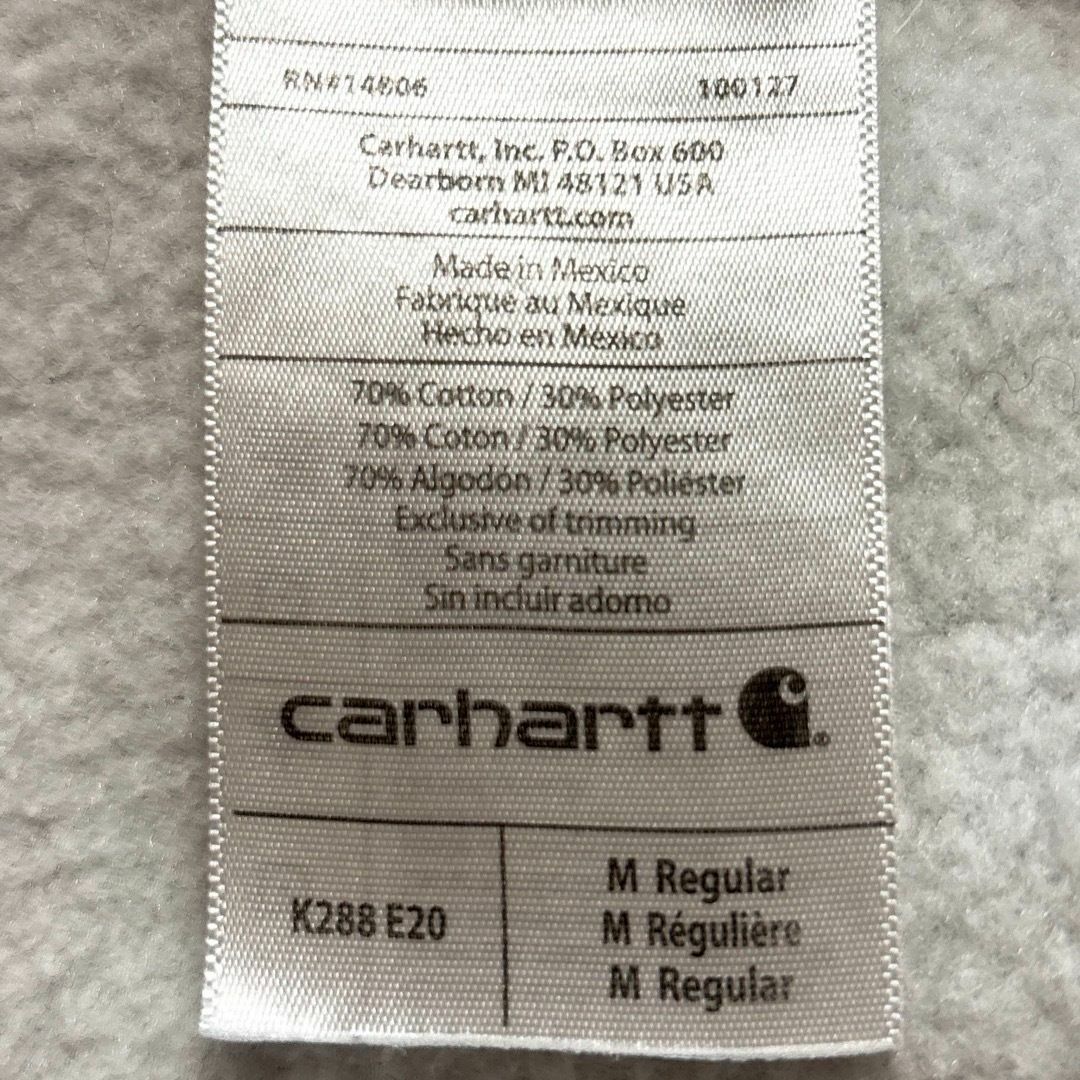 RN#14806 100127
Carhartt, Inc. P.O. Box 600
Dearborn MI 48121 USA
carhartt.com
Made in Mexico
Fabriqué au Mexique
Hecho en México
70% Cotton / 30% Polyester
70% Coton / 30% Polyester
70% Algodón / 30% Poliéster
Exclusive of trimming
Sans garniture
Sin incluir adorno
carhartt ®
K288 E20
M Regular
M Régulière
M Regular